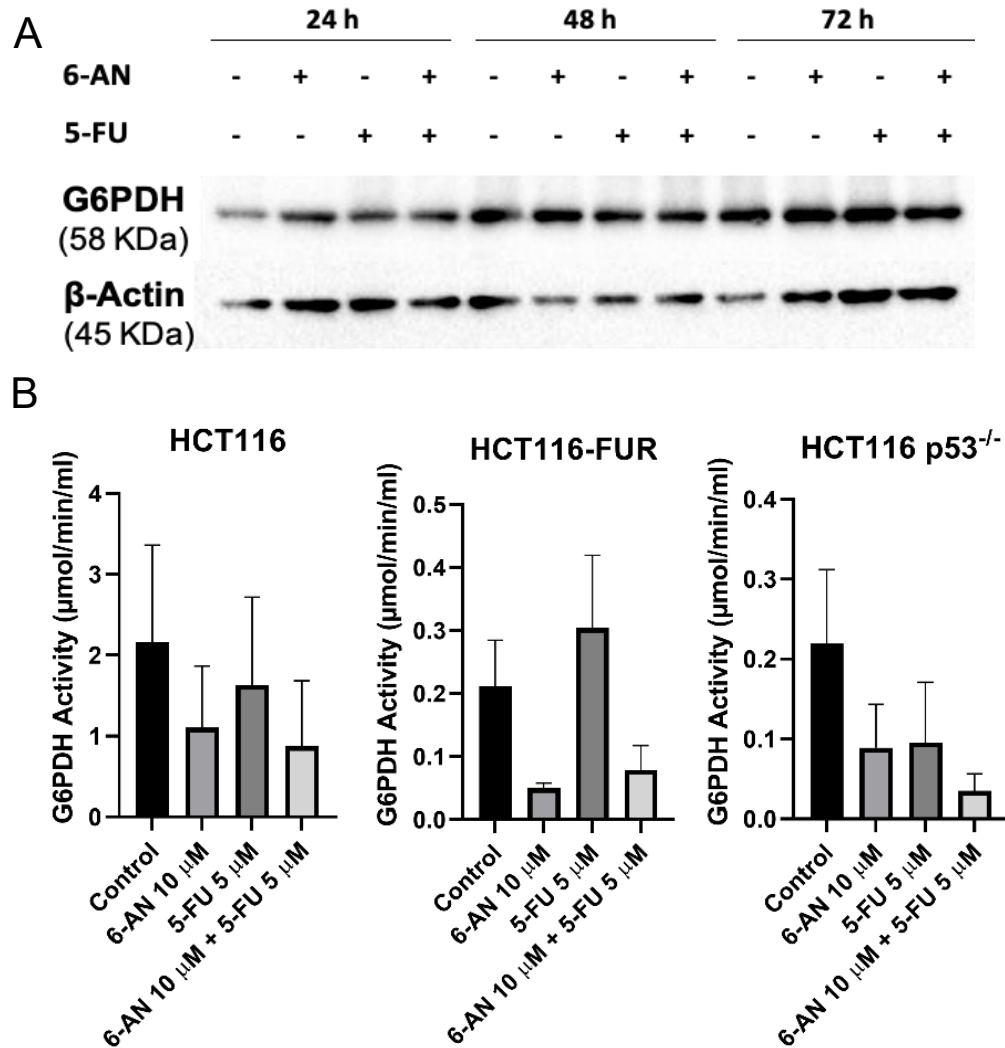 A
24 h 48 h 72 h
6-AN - + - + - + - + - + - +
5-FU - - + + - - + + - - + +
G6PDH
(58 KDa)
β-Actin
(45 KDa)
B
HCT116
G6PDH Activity (µmol/min/ml)
4
3
2
1
0
Control
6-AN 10 µM
5-FU 5 µM
6-AN 10 µM + 5-FU 5 µM
HCT116-FUR
G6PDH Activity (µmol/min/ml)
0.5
0.4
0.3
0.2
0.1
0.0
Control
6-AN 10 µM
5-FU 5 µM
6-AN 10 µM + 5-FU 5 µM
HCT116 p53-/-
G6PDH Activity (µmol/min/ml)
0.4
0.3
0.2
0.1
0.0
Control
6-AN 10 µM
5-FU 5 µM
6-AN 10 µM + 5-FU 5 µM